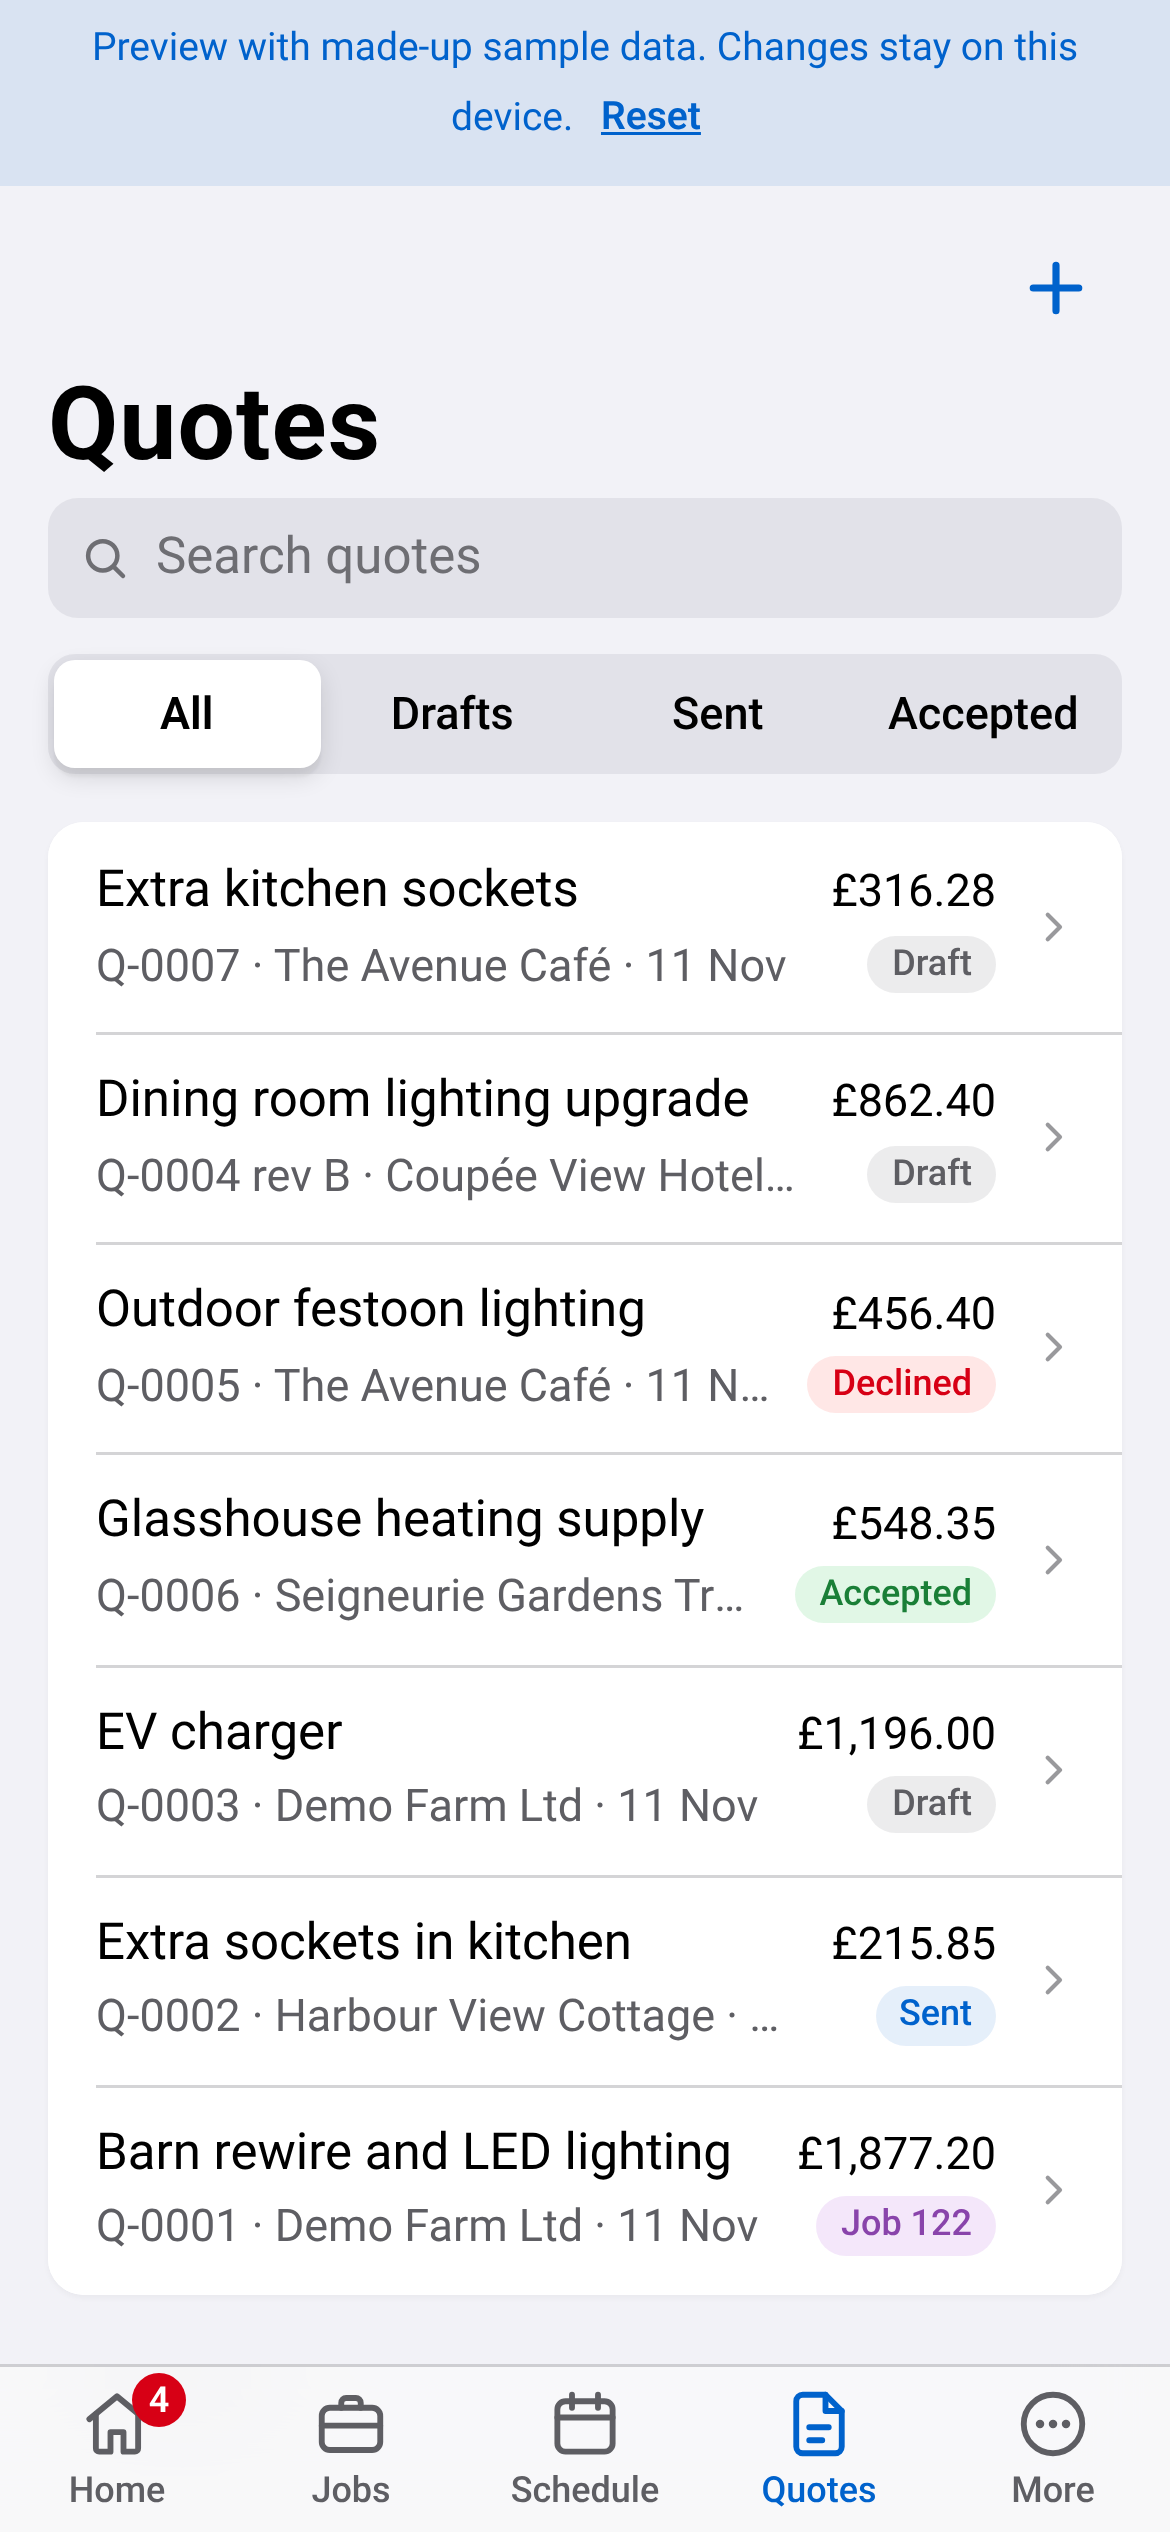 Preview with made-up sample data. Changes stay on this
device. Reset
Quotes
Search quotes
All Drafts Sent Accepted
Extra kitchen sockets £316.28
Q-0007 · The Avenue Café · 11 Nov Draft
Dining room lighting upgrade £862.40
Q-0004 rev B · Coupée View Hotel... Draft
Outdoor festoon lighting £456.40
Q-0005 · The Avenue Café · 11 N... Declined
Glasshouse heating supply £548.35
Q-0006 · Seigneurie Gardens Tr... Accepted
EV charger £1,196.00
Q-0003 · Demo Farm Ltd · 11 Nov Draft
Extra sockets in kitchen £215.85
Q-0002 · Harbour View Cottage · ... Sent
Barn rewire and LED lighting £1,877.20
Q-0001 · Demo Farm Ltd · 11 Nov Job 122
4
Home Jobs Schedule Quotes More